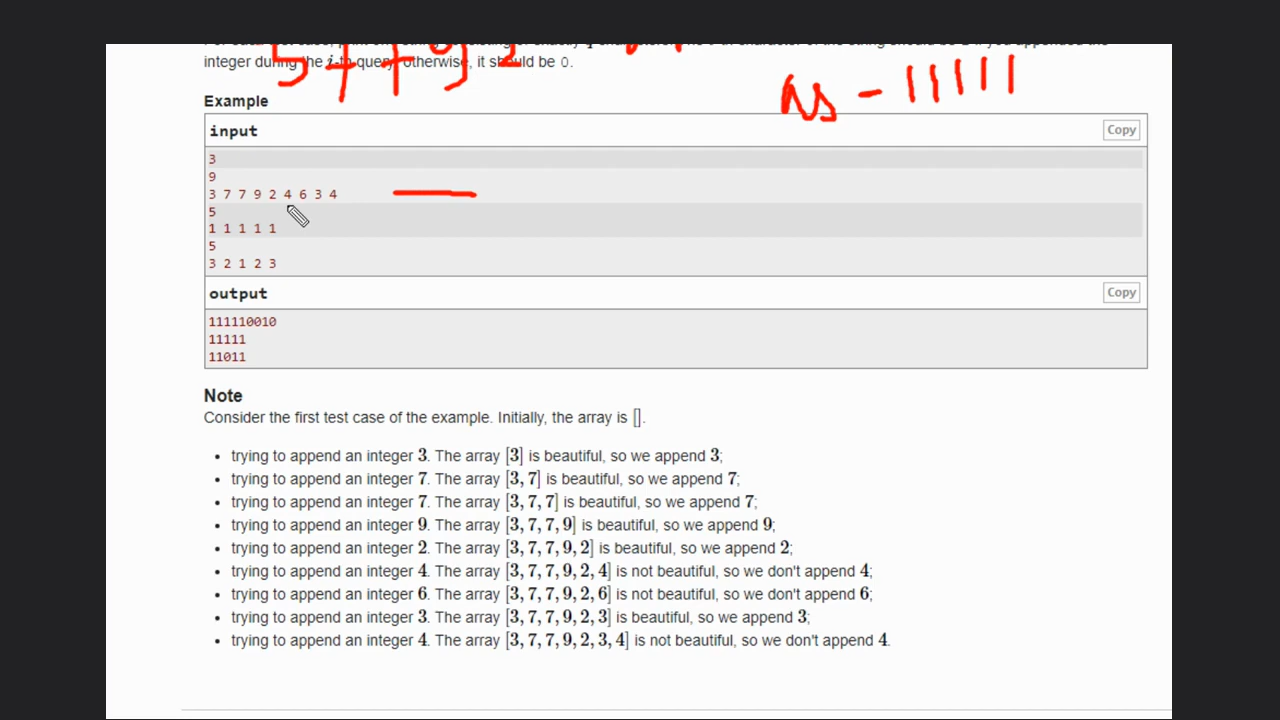 integer during the i-th query; otherwise, it should be 0.
as - 11111
Example
input
Copy
3
9
3 7 7 9 2 4 6 3 4
5
1 1 1 1 1
5
3 2 1 2 3
output
Copy
111110010
11111
11011
Note
Consider the first test case of the example. Initially, the array is [].
• trying to append an integer 3. The array [3] is beautiful, so we append 3;
• trying to append an integer 7. The array [3, 7] is beautiful, so we append 7;
• trying to append an integer 7. The array [3, 7, 7] is beautiful, so we append 7;
• trying to append an integer 9. The array [3, 7, 7, 9] is beautiful, so we append 9;
• trying to append an integer 2. The array [3, 7, 7, 9, 2] is beautiful, so we append 2;
• trying to append an integer 4. The array [3, 7, 7, 9, 2, 4] is not beautiful, so we don't append 4;
• trying to append an integer 6. The array [3, 7, 7, 9, 2, 6] is not beautiful, so we don't append 6;
• trying to append an integer 3. The array [3, 7, 7, 9, 2, 3] is beautiful, so we append 3;
• trying to append an integer 4. The array [3, 7, 7, 9, 2, 3, 4] is not beautiful, so we don't append 4.